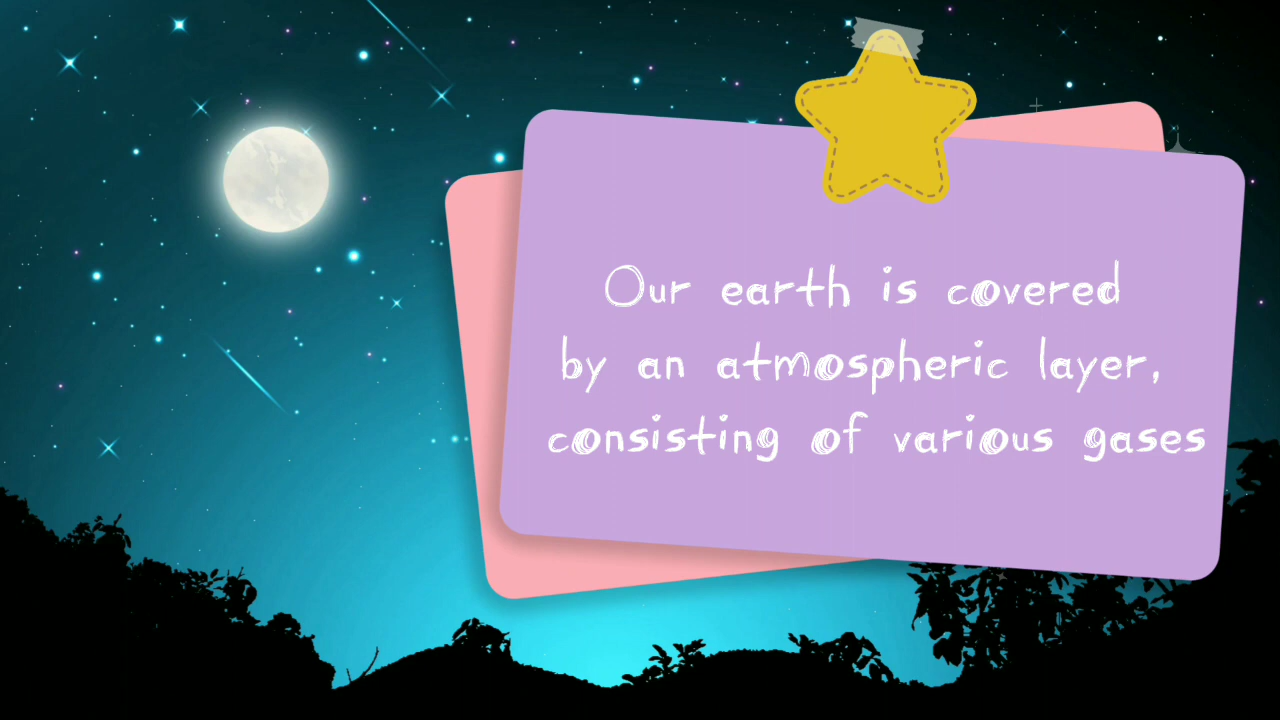 Our earth is covered
by an atmospheric layer,
consisting of various gases